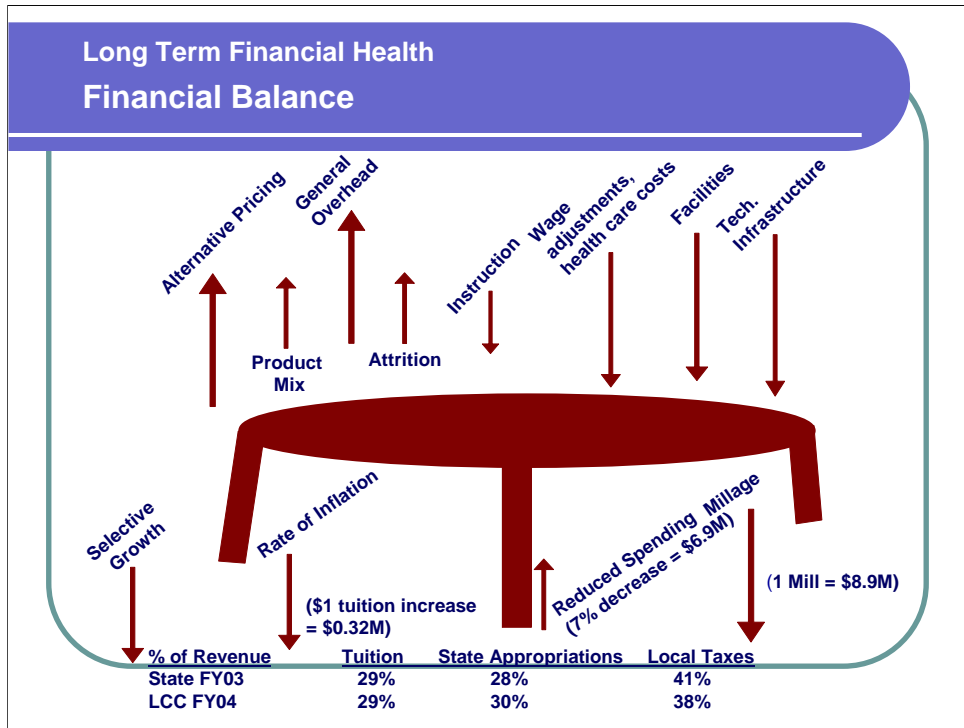 Long Term Financial Health
Financial Balance
Alternative Pricing
General
Overhead
Instruction
Wage
adjustments,
health care costs
Facilities
Tech.
Infrastructure
Product
Mix
Attrition
Selective
Growth
Rate of Inflation
($1 tuition increase
= $0.32M)
Reduced Spending
(7% decrease = $6.9M)
Millage
(1 Mill = $8.9M)
% of Revenue Tuition State Appropriations Local Taxes
State FY03 29% 28% 41%
LCC FY04 29% 30% 38%